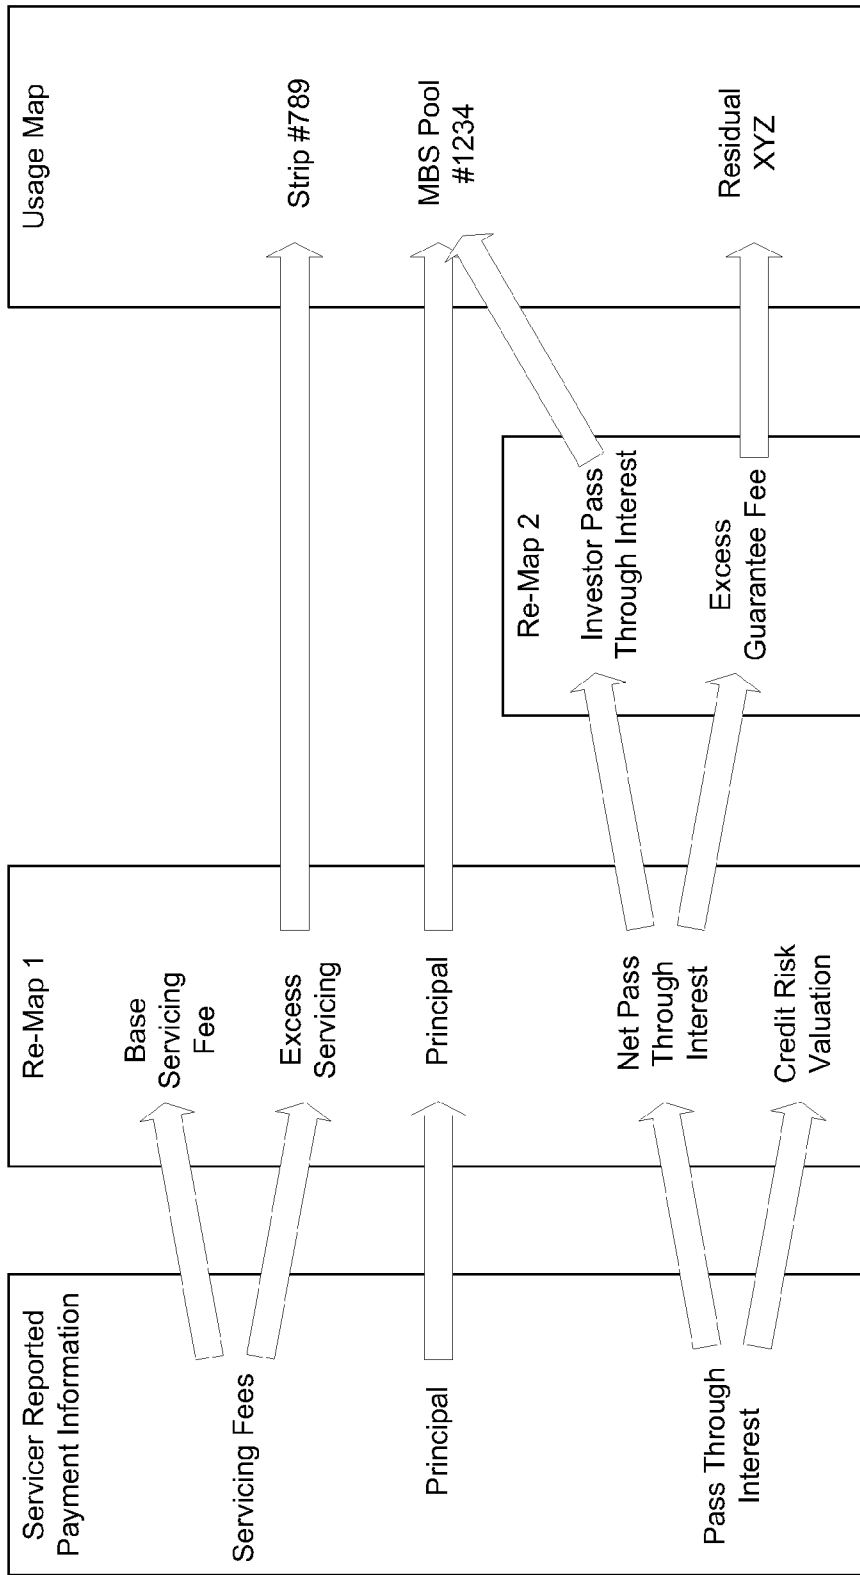 Servicer Reported
Payment Information
Servicing Fees
Principal
Pass Through
Interest
Re-Map 1
Base
Servicing
Fee
Excess
Servicing
Principal
Net Pass
Through
Interest
Credit Risk
Valuation
Re-Map 2
Investor Pass
Through Interest
Excess
Guarantee Fee
Usage Map
Strip #789
MBS Pool
#1234
Residual
XYZ